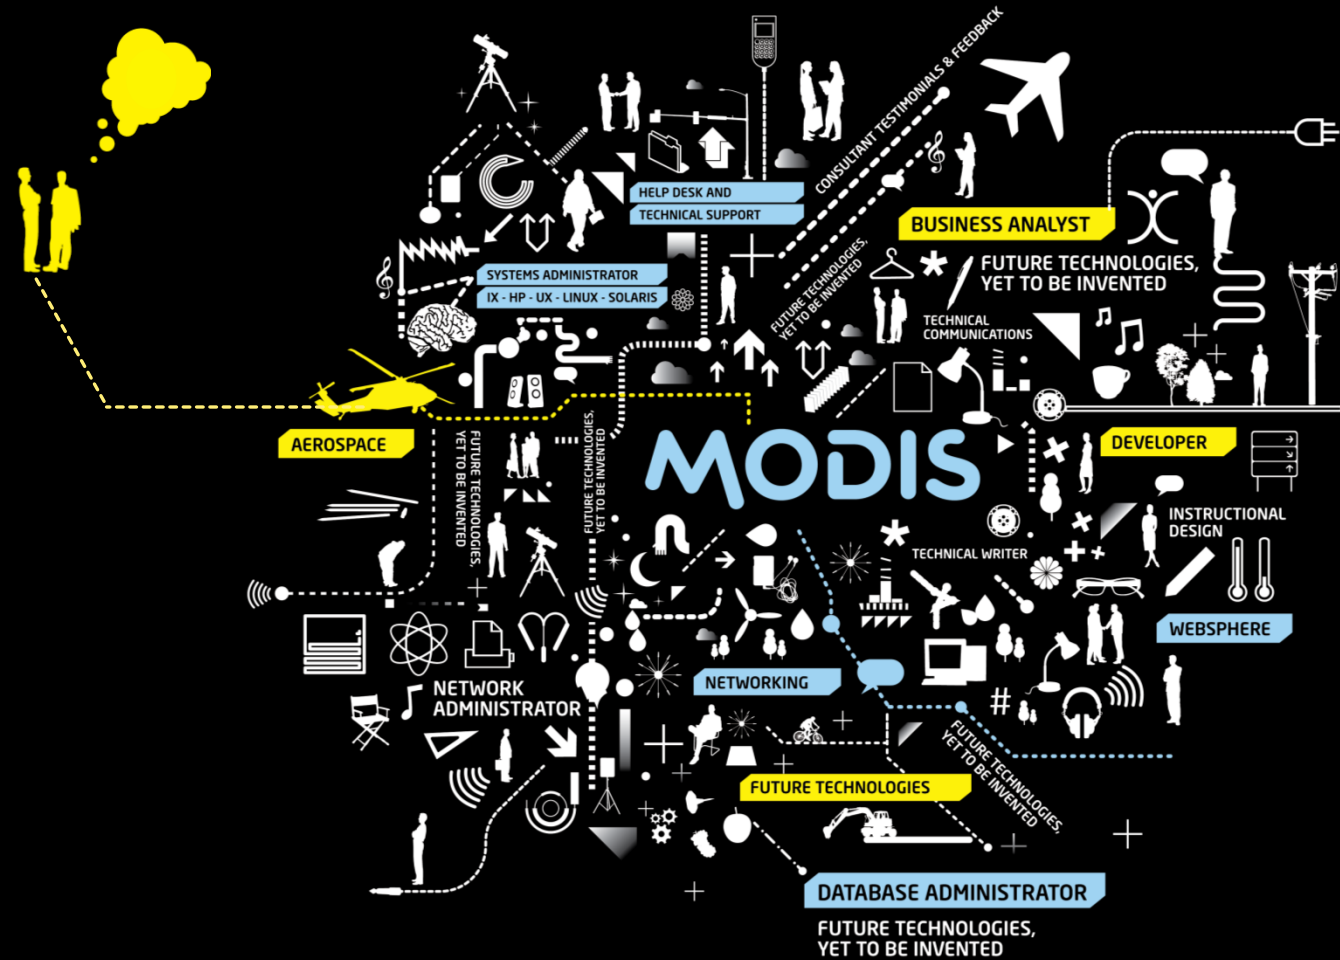 CONSULTANT TESTIMONIALS & FEEDBACK
HELP DESK AND
TECHNICAL SUPPORT
BUSINESS ANALYST
FUTURE TECHNOLOGIES,
YET TO BE INVENTED
SYSTEMS ADMINISTRATOR
IX - HP - UX - LINUX - SOLARIS
FUTURE TECHNOLOGIES,
YET TO BE INVENTED
TECHNICAL
COMMUNICATIONS
AEROSPACE
FUTURE TECHNOLOGIES,
YET TO BE INVENTED
FUTURE TECHNOLOGIES,
YET TO BE INVENTED
MODIS
DEVELOPER
INSTRUCTIONAL
DESIGN
TECHNICAL WRITER
WEBSPHERE
NETWORKING
NETWORK
ADMINISTRATOR
#
FUTURE TECHNOLOGIES,
YET TO BE INVENTED
FUTURE TECHNOLOGIES
DATABASE ADMINISTRATOR
FUTURE TECHNOLOGIES,
YET TO BE INVENTED